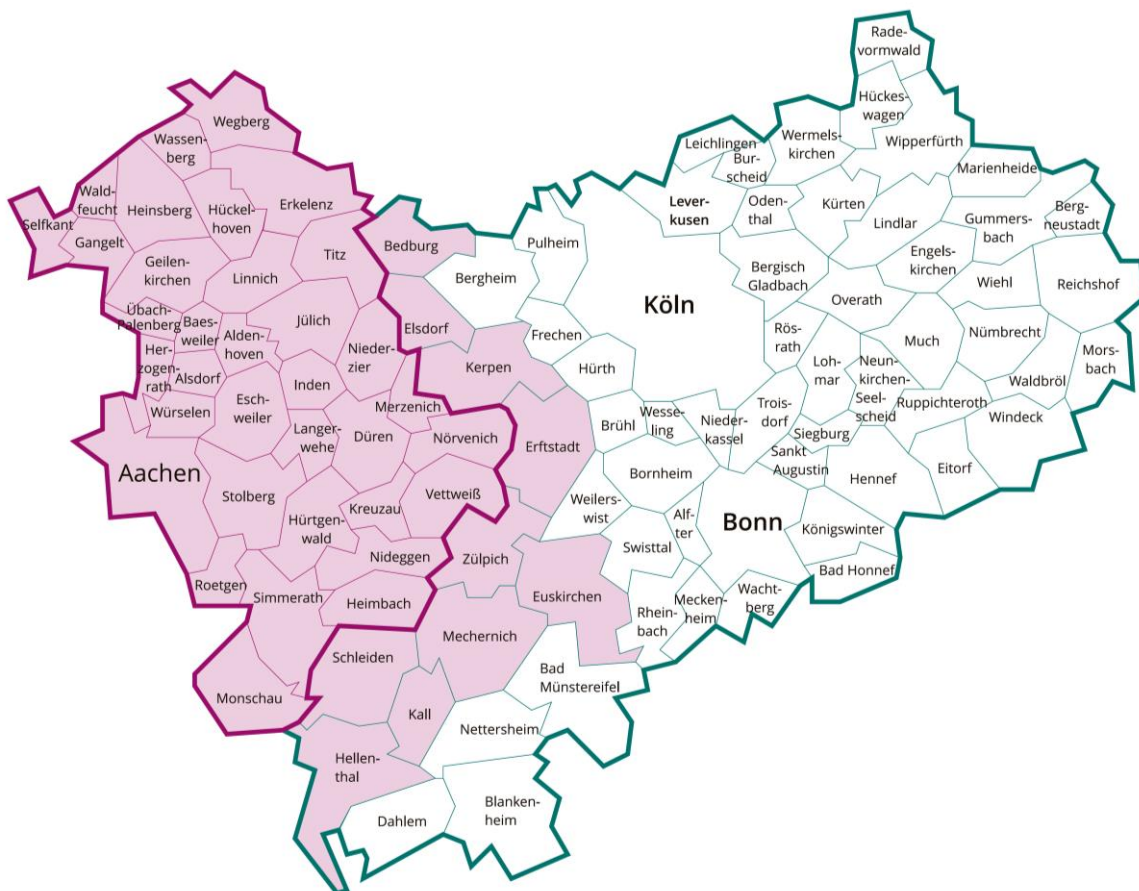 Rade-
vormwald
Hückes-
wagen
Wegberg
Wermels-
kirchen
Wipperfürth
Leichlingen
Wassen-
berg
Bur-
scheid
Marienheide
Wald-
feucht
Heinsberg
Hückel-
hoven
Erkelenz
Lever-
kusen
Oden-
thal
Kürten
Lindlar
Gummers-
bach
Berg-
neustadt
Selfkant
Gangelt
Titz
Bedburg
Pulheim
Geilen-
kirchen
Linnich
Bergheim
Bergisch
Gladbach
Engels-
kirchen
Wiehl
Reichshof
Köln
Overath
Übach-
Palenberg
Baes-
weiler
Alden-
hoven
Jülich
Elsdorf
Frechen
Rös-
rath
Much
Nümbrecht
Nieder-
zier
Her-
zogen-
rath
Alsdorf
Kerpen
Hürth
Loh-
mar
Neun-
kirchen-
Seel-
scheid
Mors-
bach
Waldbröl
Inden
Esch-
weiler
Merzenich
Ruppichteroth
Würselen
Langer-
wehe
Düren
Nörvenich
Erftstadt
Brühl
Wesse-
ling
Nieder-
kassel
Trois-
dorf
Siegburg
Windeck
Sankt
Augustin
Aachen
Bornheim
Hennef
Eitorf
Stolberg
Vettweiß
Kreuzau
Weilers-
wist
Hürtgen-
wald
Alf-
ter
Bonn
Königswinter
Swisttal
Nideggen
Zülpich
Bad Honnef
Roetgen
Simmerath
Heimbach
Euskirchen
Rhein-
bach
Mecken-
heim
Wacht-
berg
Mechernich
Schleiden
Bad
Münstereifel
Monschau
Kall
Nettersheim
Hellen-
thal
Dahlem
Blanken-
heim